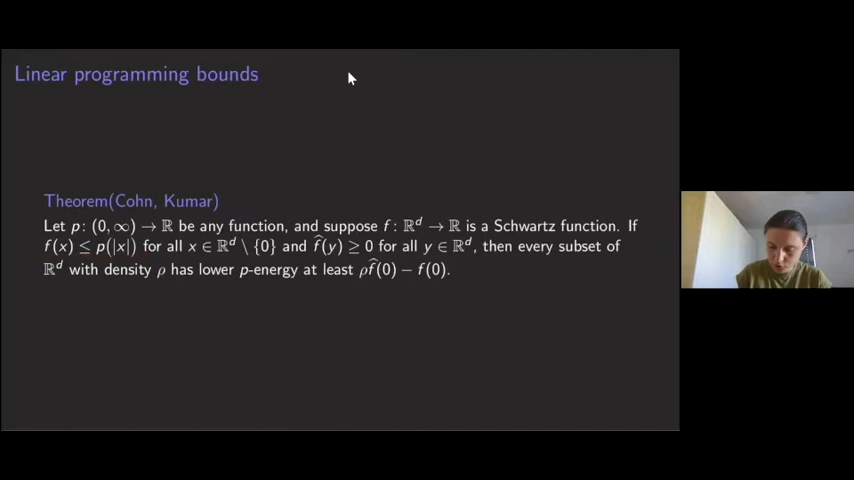 Linear programming bounds
Theorem(Cohn, Kumar)
Let p: (0, ∞) → ℝ be any function, and suppose f: ℝ^d → ℝ is a Schwartz function. If
f(x) ≤ p(|x|) for all x ∈ ℝ^d \ {0} and f̂(y) ≥ 0 for all y ∈ ℝ^d, then every subset of
ℝ^d with density ρ has lower p-energy at least ρf̂(0) − f(0).